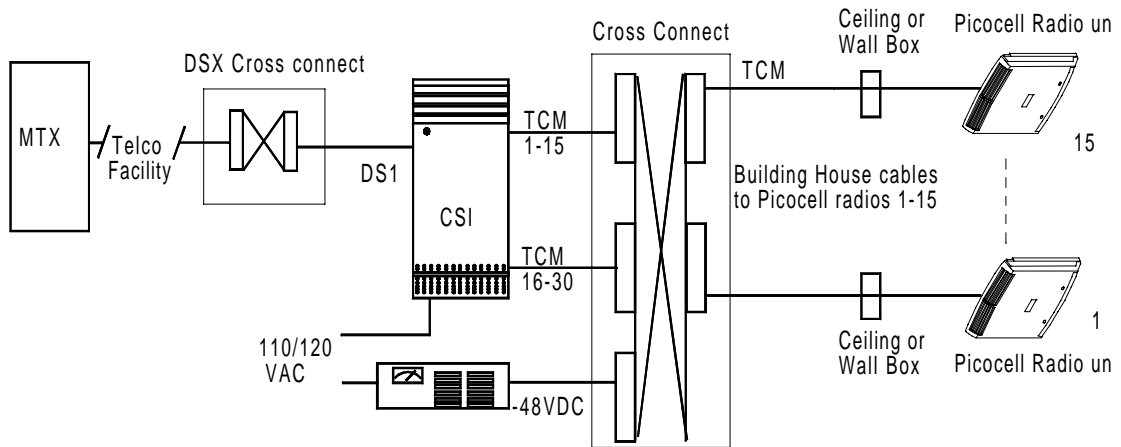 Ceiling or
Wall Box
Picocell Radio un
Cross Connect
DSX Cross connect
TCM
MTX
TCM
1-15
15
Telco
Facility
DS1
Building House cables
to Picocell radios 1-15
CSI
TCM
16-30
1
110/120
VAC
-48VDC
Ceiling or
Wall Box
Picocell Radio un